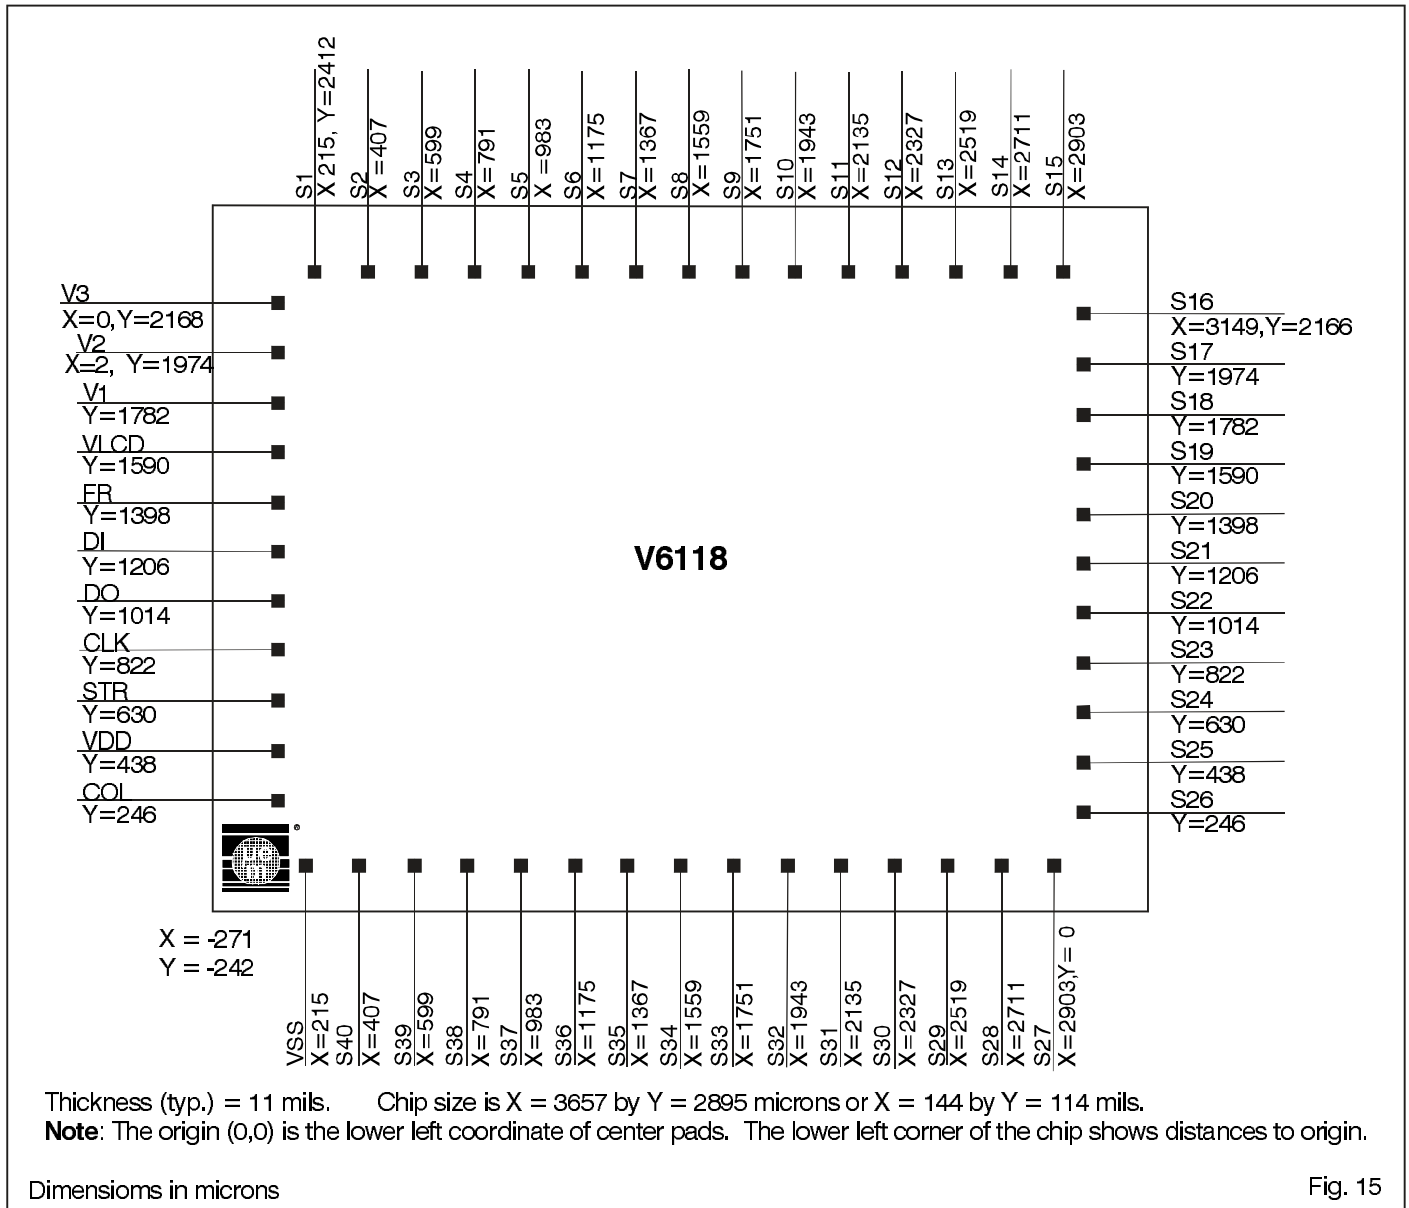 S1
X 215, Y=2412
S2
X =407
S3
X=599
S4
X=791
S5
X =983
S6
X=1175
S7
X=1367
S8
X=1559
S9
X=1751
S10
X=1943
S11
X=2135
S12
X=2327
S13
X=2519
S14
X=2711
S15
X=2903
V3
X=0,Y=2168
V2
X=2, Y=1974
V1
Y=1782
VLCD
Y=1590
FR
Y=1398
DI
Y=1206
DO
Y=1014
CLK
Y=822
STR
Y=630
VDD
Y=438
COL
Y=246
V6118
S16
X=3149,Y=2166
S17
Y=1974
S18
Y=1782
S19
Y=1590
S20
Y=1398
S21
Y=1206
S22
Y=1014
S23
Y=822
S24
Y=630
S25
Y=438
S26
Y=246
®
X = -271
Y = -242
VSS
X=215
S40
X=407
S39
X=599
S38
X=791
S37
X=983
S36
X=1175
S35
X=1367
S34
X=1559
S33
X=1751
S32
X=1943
S31
X=2135
S30
X=2327
S29
X=2519
S28
X=2711
S27
X=2903,Y= 0
Thickness (typ.) = 11 mils. Chip size is X = 3657 by Y = 2895 microns or X = 144 by Y = 114 mils.
Note: The origin (0,0) is the lower left coordinate of center pads. The lower left corner of the chip shows distances to origin.
Dimensioms in microns
Fig. 15